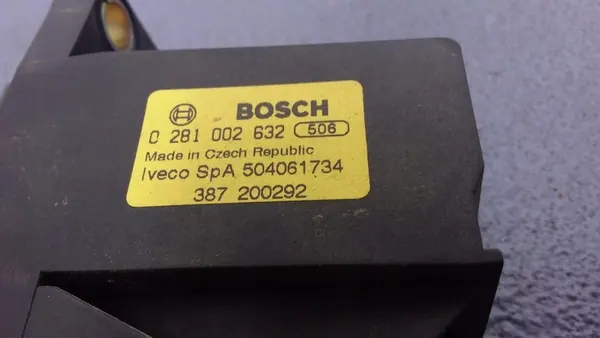 BOSCH
0 281 002 632 506
Made in Czech Republic
Iveco SpA 504061734
387 200292